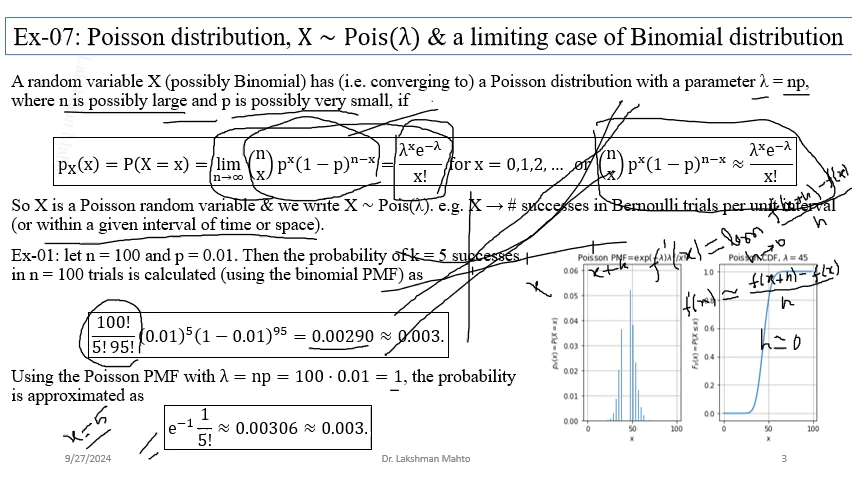 Ex-07: Poisson distribution, X ~ Pois(λ) & a limiting case of Binomial distribution
A random variable X (possibly Binomial) has (i.e. converging to) a Poisson distribution with a parameter λ = np,
where n is possibly large and p is possibly very small, if
pX(x) = P(X = x) = lim n→∞ (n x) p^x(1 − p)^(n−x) = λ^x e^−λ / x! for x = 0,1,2, … or (n x) p^x(1 − p)^(n−x) ≈ λ^x e^−λ / x!
So X is a Poisson random variable & we write X ~ Pois(λ). e.g. X → # successes in Bernoulli trials per unit interval
(or within a given interval of time or space).
Ex-01: let n = 100 and p = 0.01. Then the probability of k = 5 successes
in n = 100 trials is calculated (using the binomial PMF) as
100! / 5! 95! (0.01)^5 (1 − 0.01)^95 = 0.00290 ≈ 0.003.
Using the Poisson PMF with λ = np = 100 · 0.01 = 1, the probability
is approximated as
e^−1 1/5! ≈ 0.00306 ≈ 0.003.
x=5
x
x+h
f'(x) = lim h→0 f(x+h) − f(x) / h
f'(x) ≈ f(x+h) − f(x) / h
h ≃ 0
Poisson PMF=exp(-λ)λ^x/x!
px(x) = P(X = x)
0.06
0.05
0.04
0.03
0.02
0.01
0.00
0 50 100
x
Poisson CDF, λ = 45
Fx(x) = P(X ≤ x)
1.0
0.6
0.4
0.2
0.0
0 50 100
x
9/27/2024
Dr. Lakshman Mahto
3